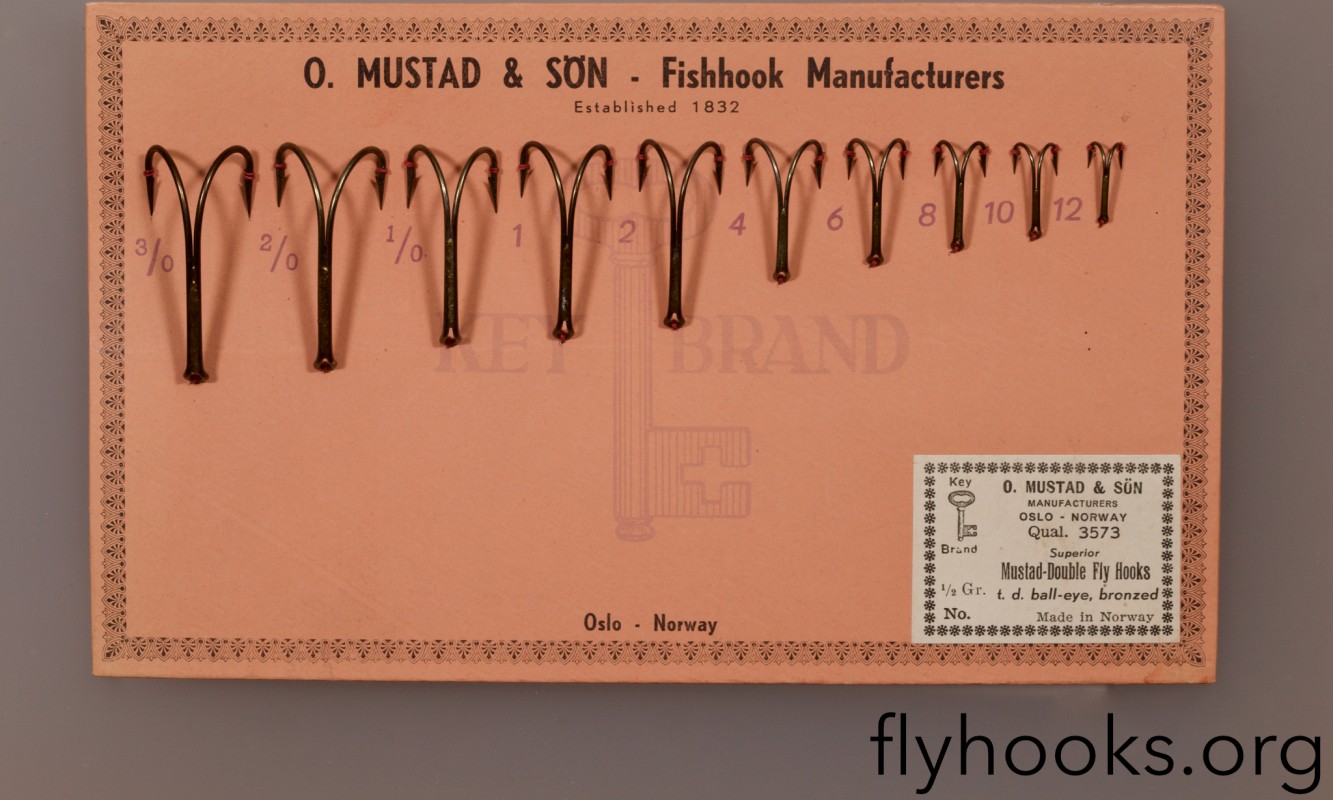 O. MUSTAD & SÖN - Fishhook Manufacturers
Established 1832
3/0 2/0 1/0 1 2 4 6 8 10 12
KEY BRAND
Key
Brand
O. MUSTAD & SÖN
MANUFACTURERS
OSLO - NORWAY
Qual. 3573
Superior
Mustad-Double Fly Hooks
1/2 Gr. t. d. ball-eye, bronzed
No. Made in Norway
Oslo - Norway
flyhooks.org